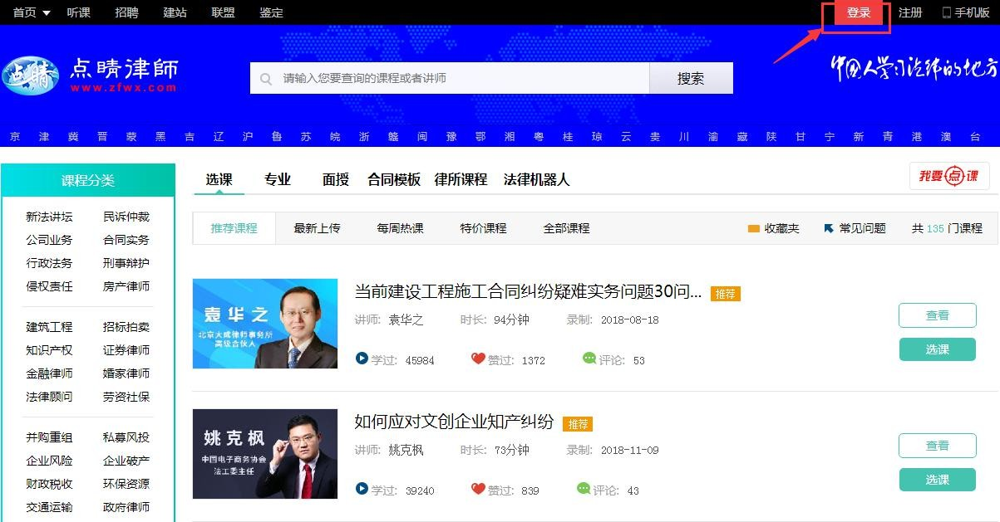 首页 听课 招聘 建站 联盟 鉴定 登录 注册 手机版
点睛
点睛律師
www.zfwx.com
请输入您要查询的课程或者讲师 搜索
中国人学习法律的地方
京 津 冀 晋 蒙 黑 吉 辽 沪 鲁 苏 皖 浙 赣 闽 豫 鄂 湘 粤 桂 琼 云 贵 川 渝 藏 陕 甘 宁 新 青 港 澳 台
课程分类
新法讲坛 民诉仲裁
公司业务 合同实务
行政法务 刑事辩护
侵权责任 房产律师
建筑工程 招标拍卖
知识产权 证券律师
金融律师 婚家律师
法律顾问 劳资社保
并购重组 私募风投
企业风险 企业破产
财政税收 环保资源
交通运输 政府律师
选课 专业 面授 合同模板 律所课程 法律机器人 我要点课
推荐课程 最新上传 每周热课 特价课程 全部课程 收藏夹 常见问题 共 135 门课程
袁华之
北京大成律师事务所
高级合伙人
当前建设工程施工合同纠纷疑难实务问题30问... 推荐
讲师: 袁华之 时长: 94分钟 录制: 2018-08-18
学过: 45984 赞过: 1372 评论: 53
查看
选课
姚克枫
中国电子商务协会
法工委主任
如何应对文创企业知产纠纷 推荐
讲师: 姚克枫 时长: 73分钟 录制: 2018-11-09
学过: 39240 赞过: 839 评论: 43
查看
选课